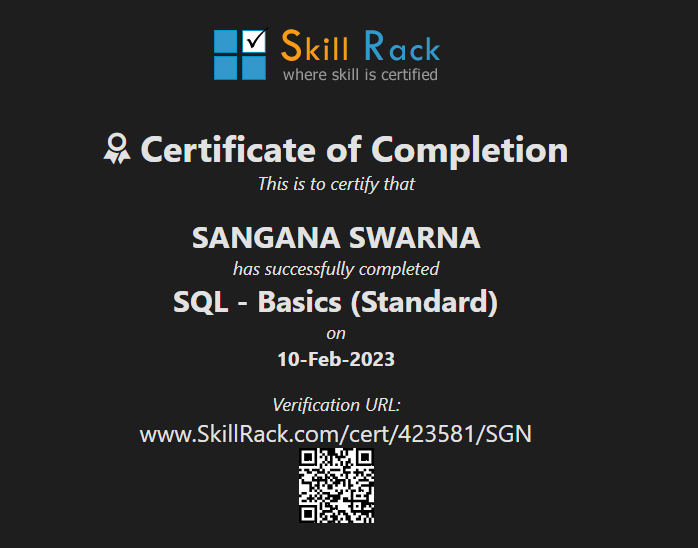 Skill Rack
where skill is certified
Certificate of Completion
This is to certify that
SANGANA SWARNA
has successfully completed
SQL - Basics (Standard)
on
10-Feb-2023
Verification URL:
www.SkillRack.com/cert/423581/SGN